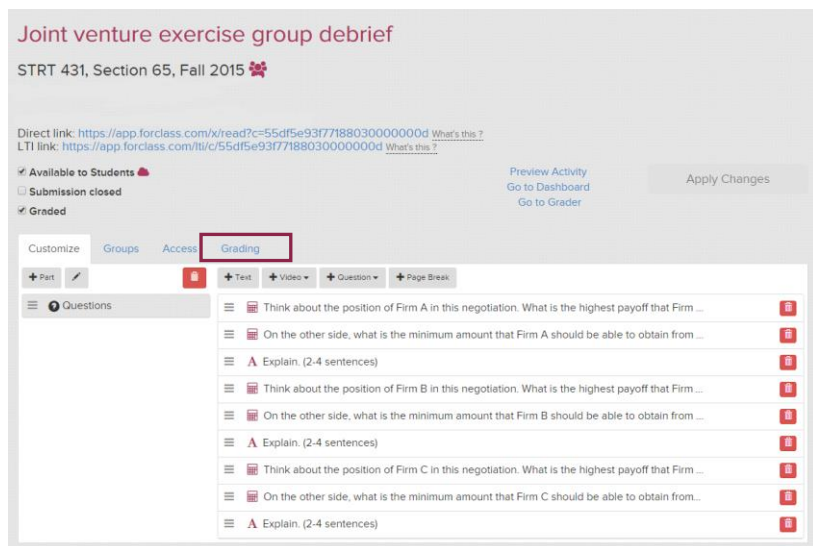 Joint venture exercise group debrief
STRT 431, Section 65, Fall 2015
Direct link: https://app.forclass.com/x/read?c=55df5e93f77188030000000d What's this ?
LTI link: https://app.forclass.com/lti/c/55df5e93f77188030000000d What's this ?
Available to Students
Submission closed
Graded
Preview Activity
Go to Dashboard
Go to Grader
Apply Changes
Customize Groups Access Grading
+ Part
+ Text + Video + Question + Page Break
Questions
Think about the position of Firm A in this negotiation. What is the highest payoff that Firm ...
On the other side, what is the minimum amount that Firm A should be able to obtain from ...
A Explain. (2-4 sentences)
Think about the position of Firm B in this negotiation. What is the highest payoff that Firm ...
On the other side, what is the minimum amount that Firm B should be able to obtain from ...
A Explain. (2-4 sentences)
Think about the position of Firm C in this negotiation. What is the highest payoff that Firm ...
On the other side, what is the minimum amount that Firm C should be able to obtain from...
A Explain. (2-4 sentences)